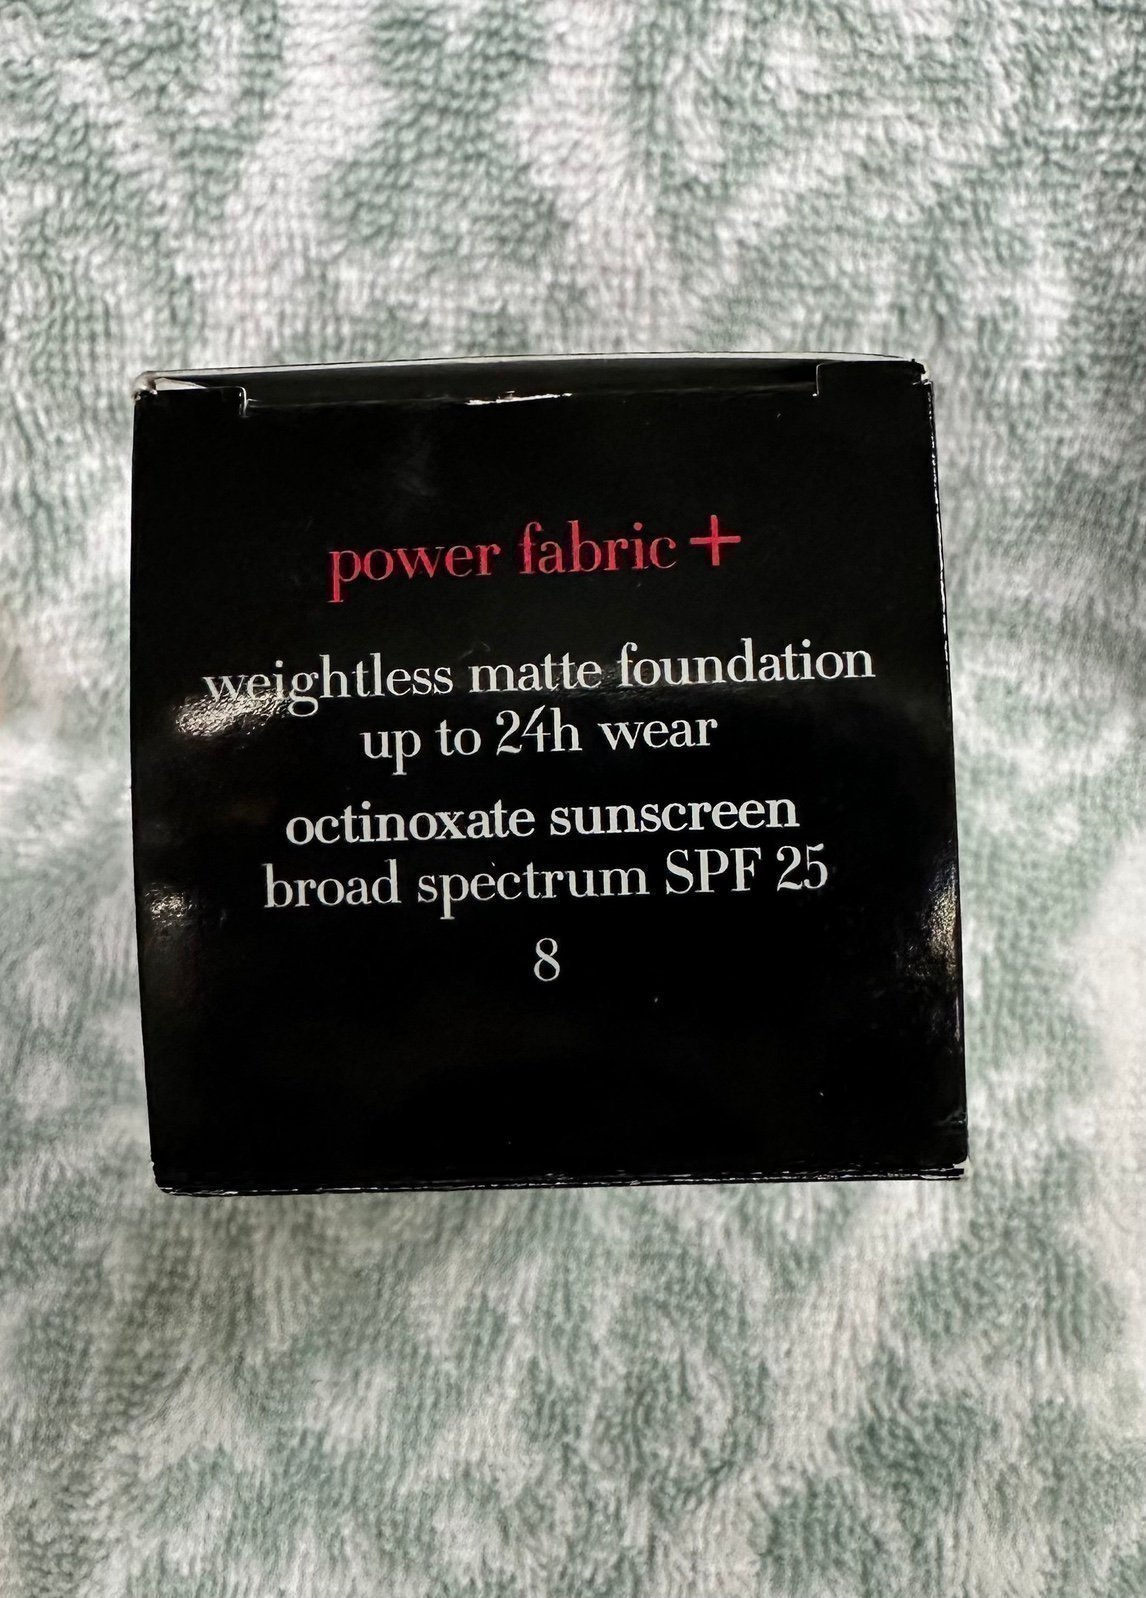 power fabric +
weightless matte foundation
up to 24h wear
octinoxate sunscreen
broad spectrum SPF 25
8